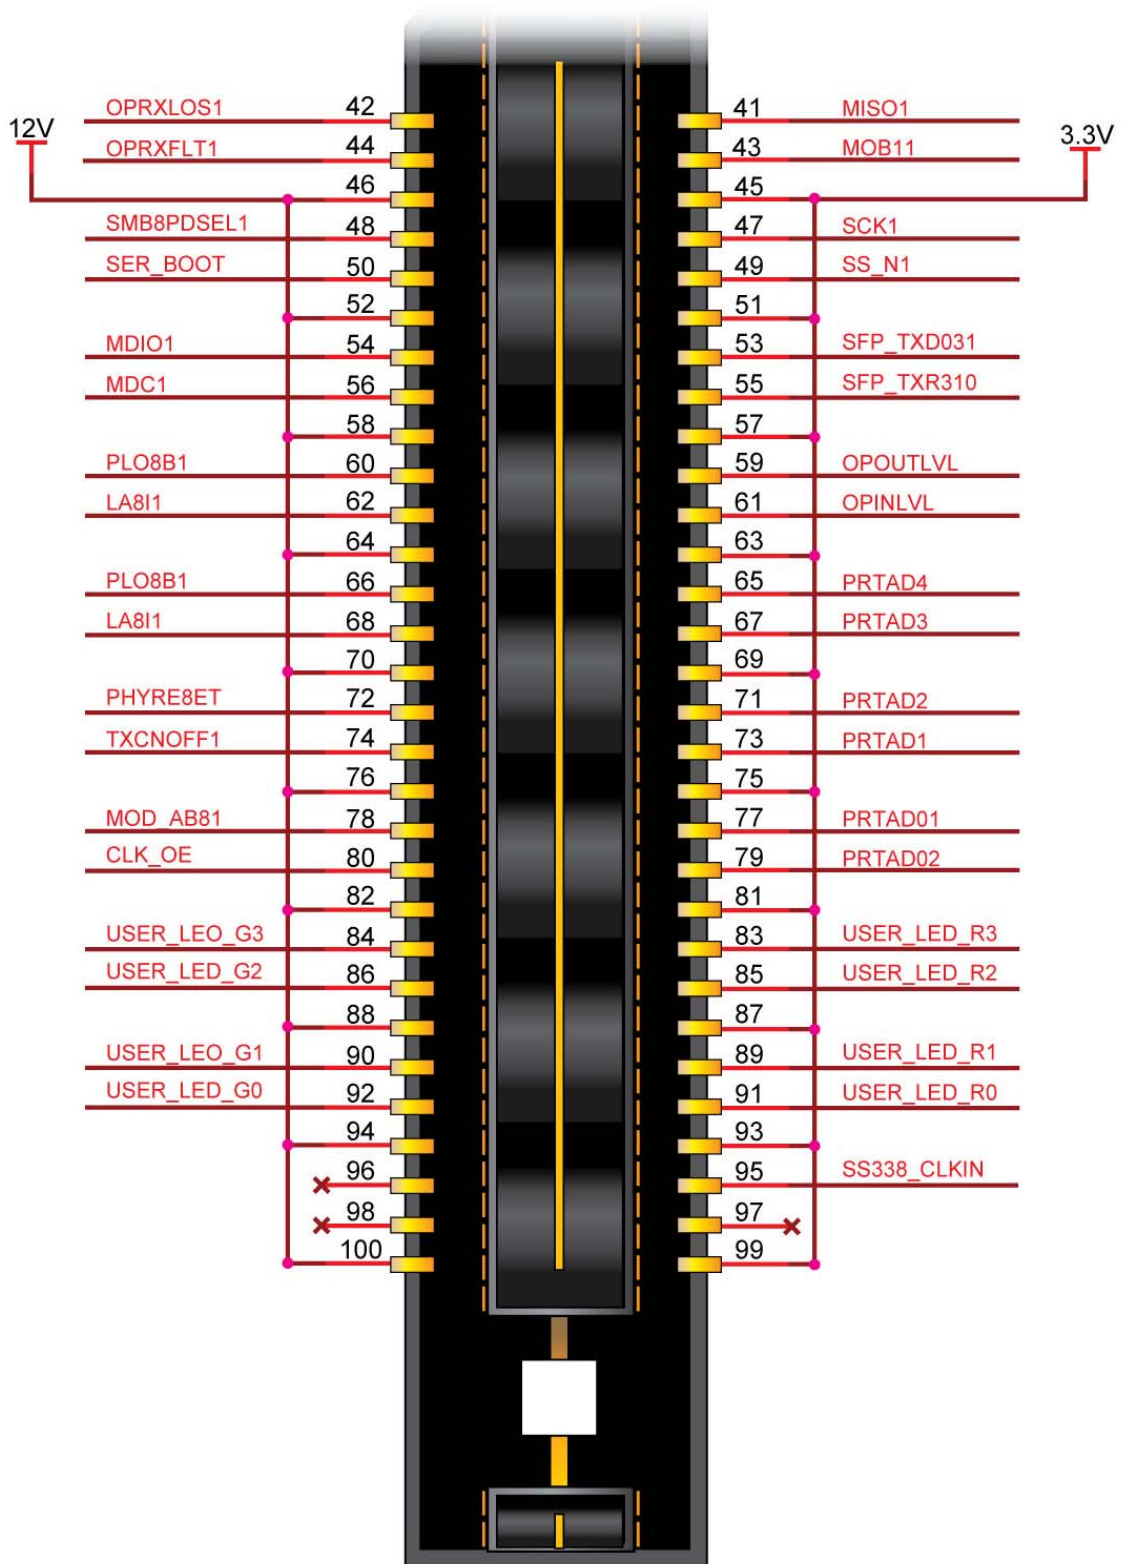 OPRXLOS1 42 41 MISO1
12V 3.3V
OPRXFLT1 44 43 MOB11
46 45
SMB8PDSEL1 48 47 SCK1
SER_BOOT 50 49 SS_N1
52 51
MDIO1 54 53 SFP_TXD031
MDC1 56 55 SFP_TXR310
58 57
PLO8B1 60 59 OPOUTLVL
LA8I1 62 61 OPINLVL
64 63
PLO8B1 66 65 PRTAD4
LA8I1 68 67 PRTAD3
70 69
PHYRE8ET 72 71 PRTAD2
TXCNOFF1 74 73 PRTAD1
76 75
MOD_AB81 78 77 PRTAD01
CLK_OE 80 79 PRTAD02
82 81
USER_LEO_G3 84 83 USER_LED_R3
USER_LED_G2 86 85 USER_LED_R2
88 87
USER_LEO_G1 90 89 USER_LED_R1
USER_LED_G0 92 91 USER_LED_R0
94 93
96 95 SS338_CLKIN
98 97
100 99